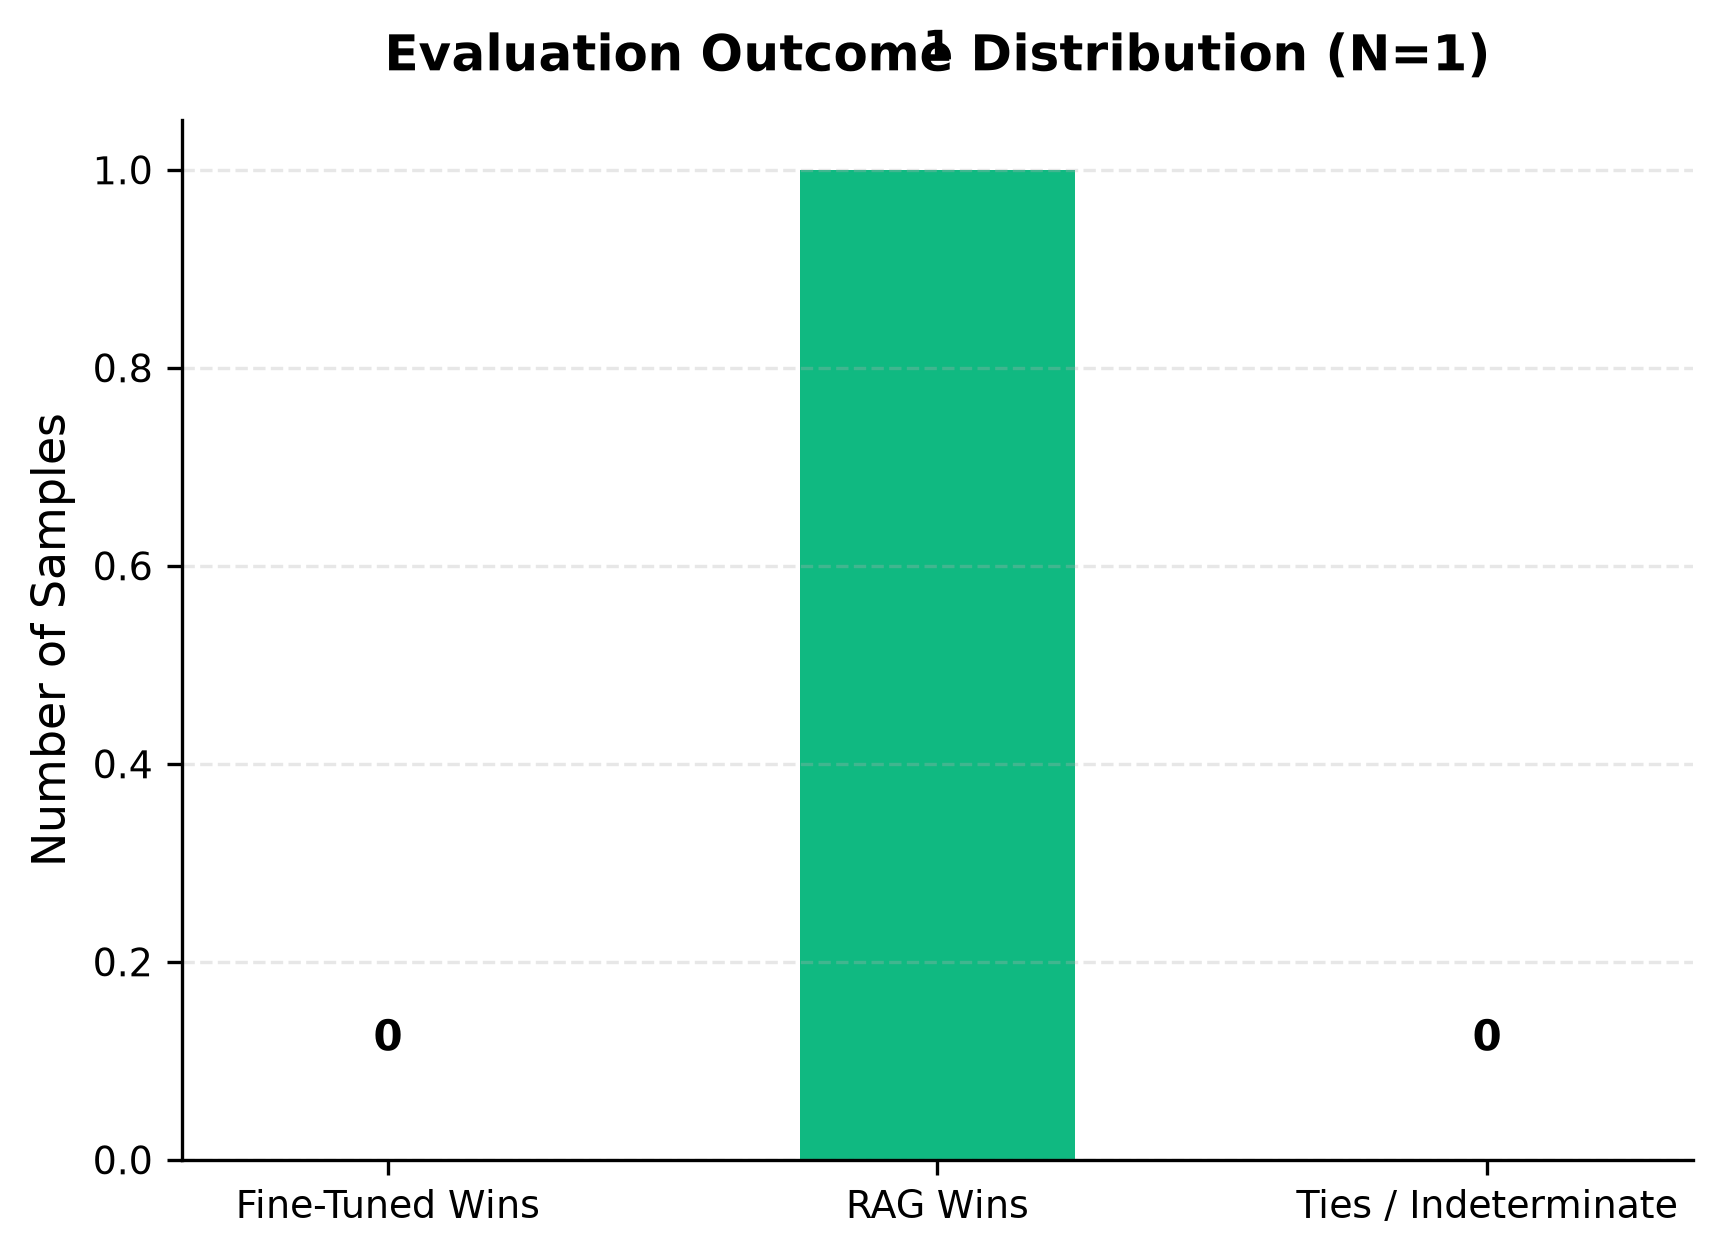 Evaluation Outcome Distribution (N=1)
1
Number of Samples
1.0
0.8
0.6
0.4
0.2
0.0
0
0
Fine-Tuned Wins
RAG Wins
Ties / Indeterminate